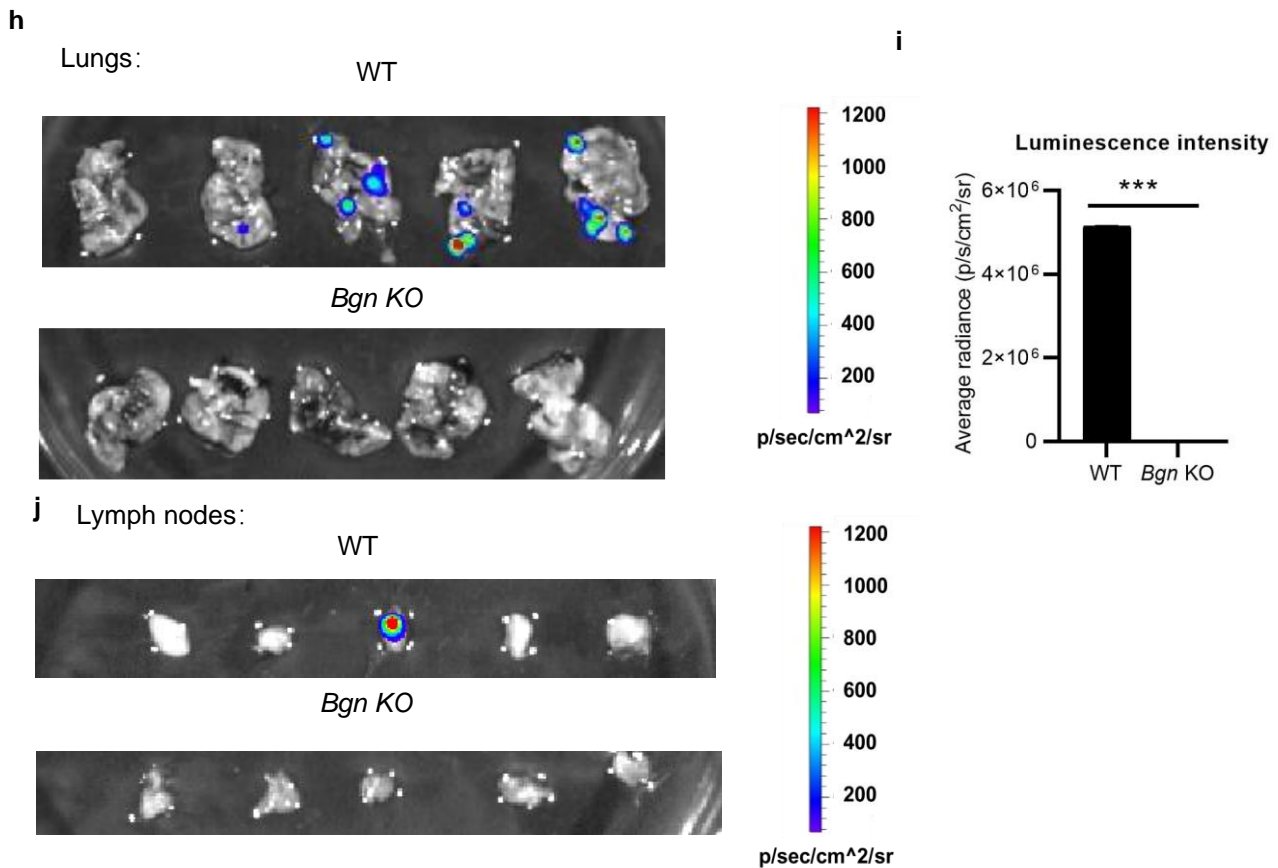 h
Lungs:
WT
Bgn KO
1200
1000
800
600
400
200
p/sec/cm^2/sr
i
Luminescence intensity
***
Average radiance (p/s/cm²/sr)
6×10⁶
4×10⁶
2×10⁶
0
WT Bgn KO
j Lymph nodes:
WT
Bgn KO
1200
1000
800
600
400
200
p/sec/cm^2/sr